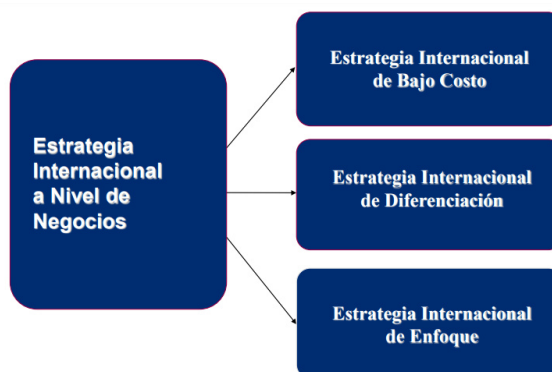 Estrategia
Internacional
a Nivel de
Negocios
Estrategia Internacional
de Bajo Costo
Estrategia Internacional
de Diferenciación
Estrategia Internacional
de Enfoque